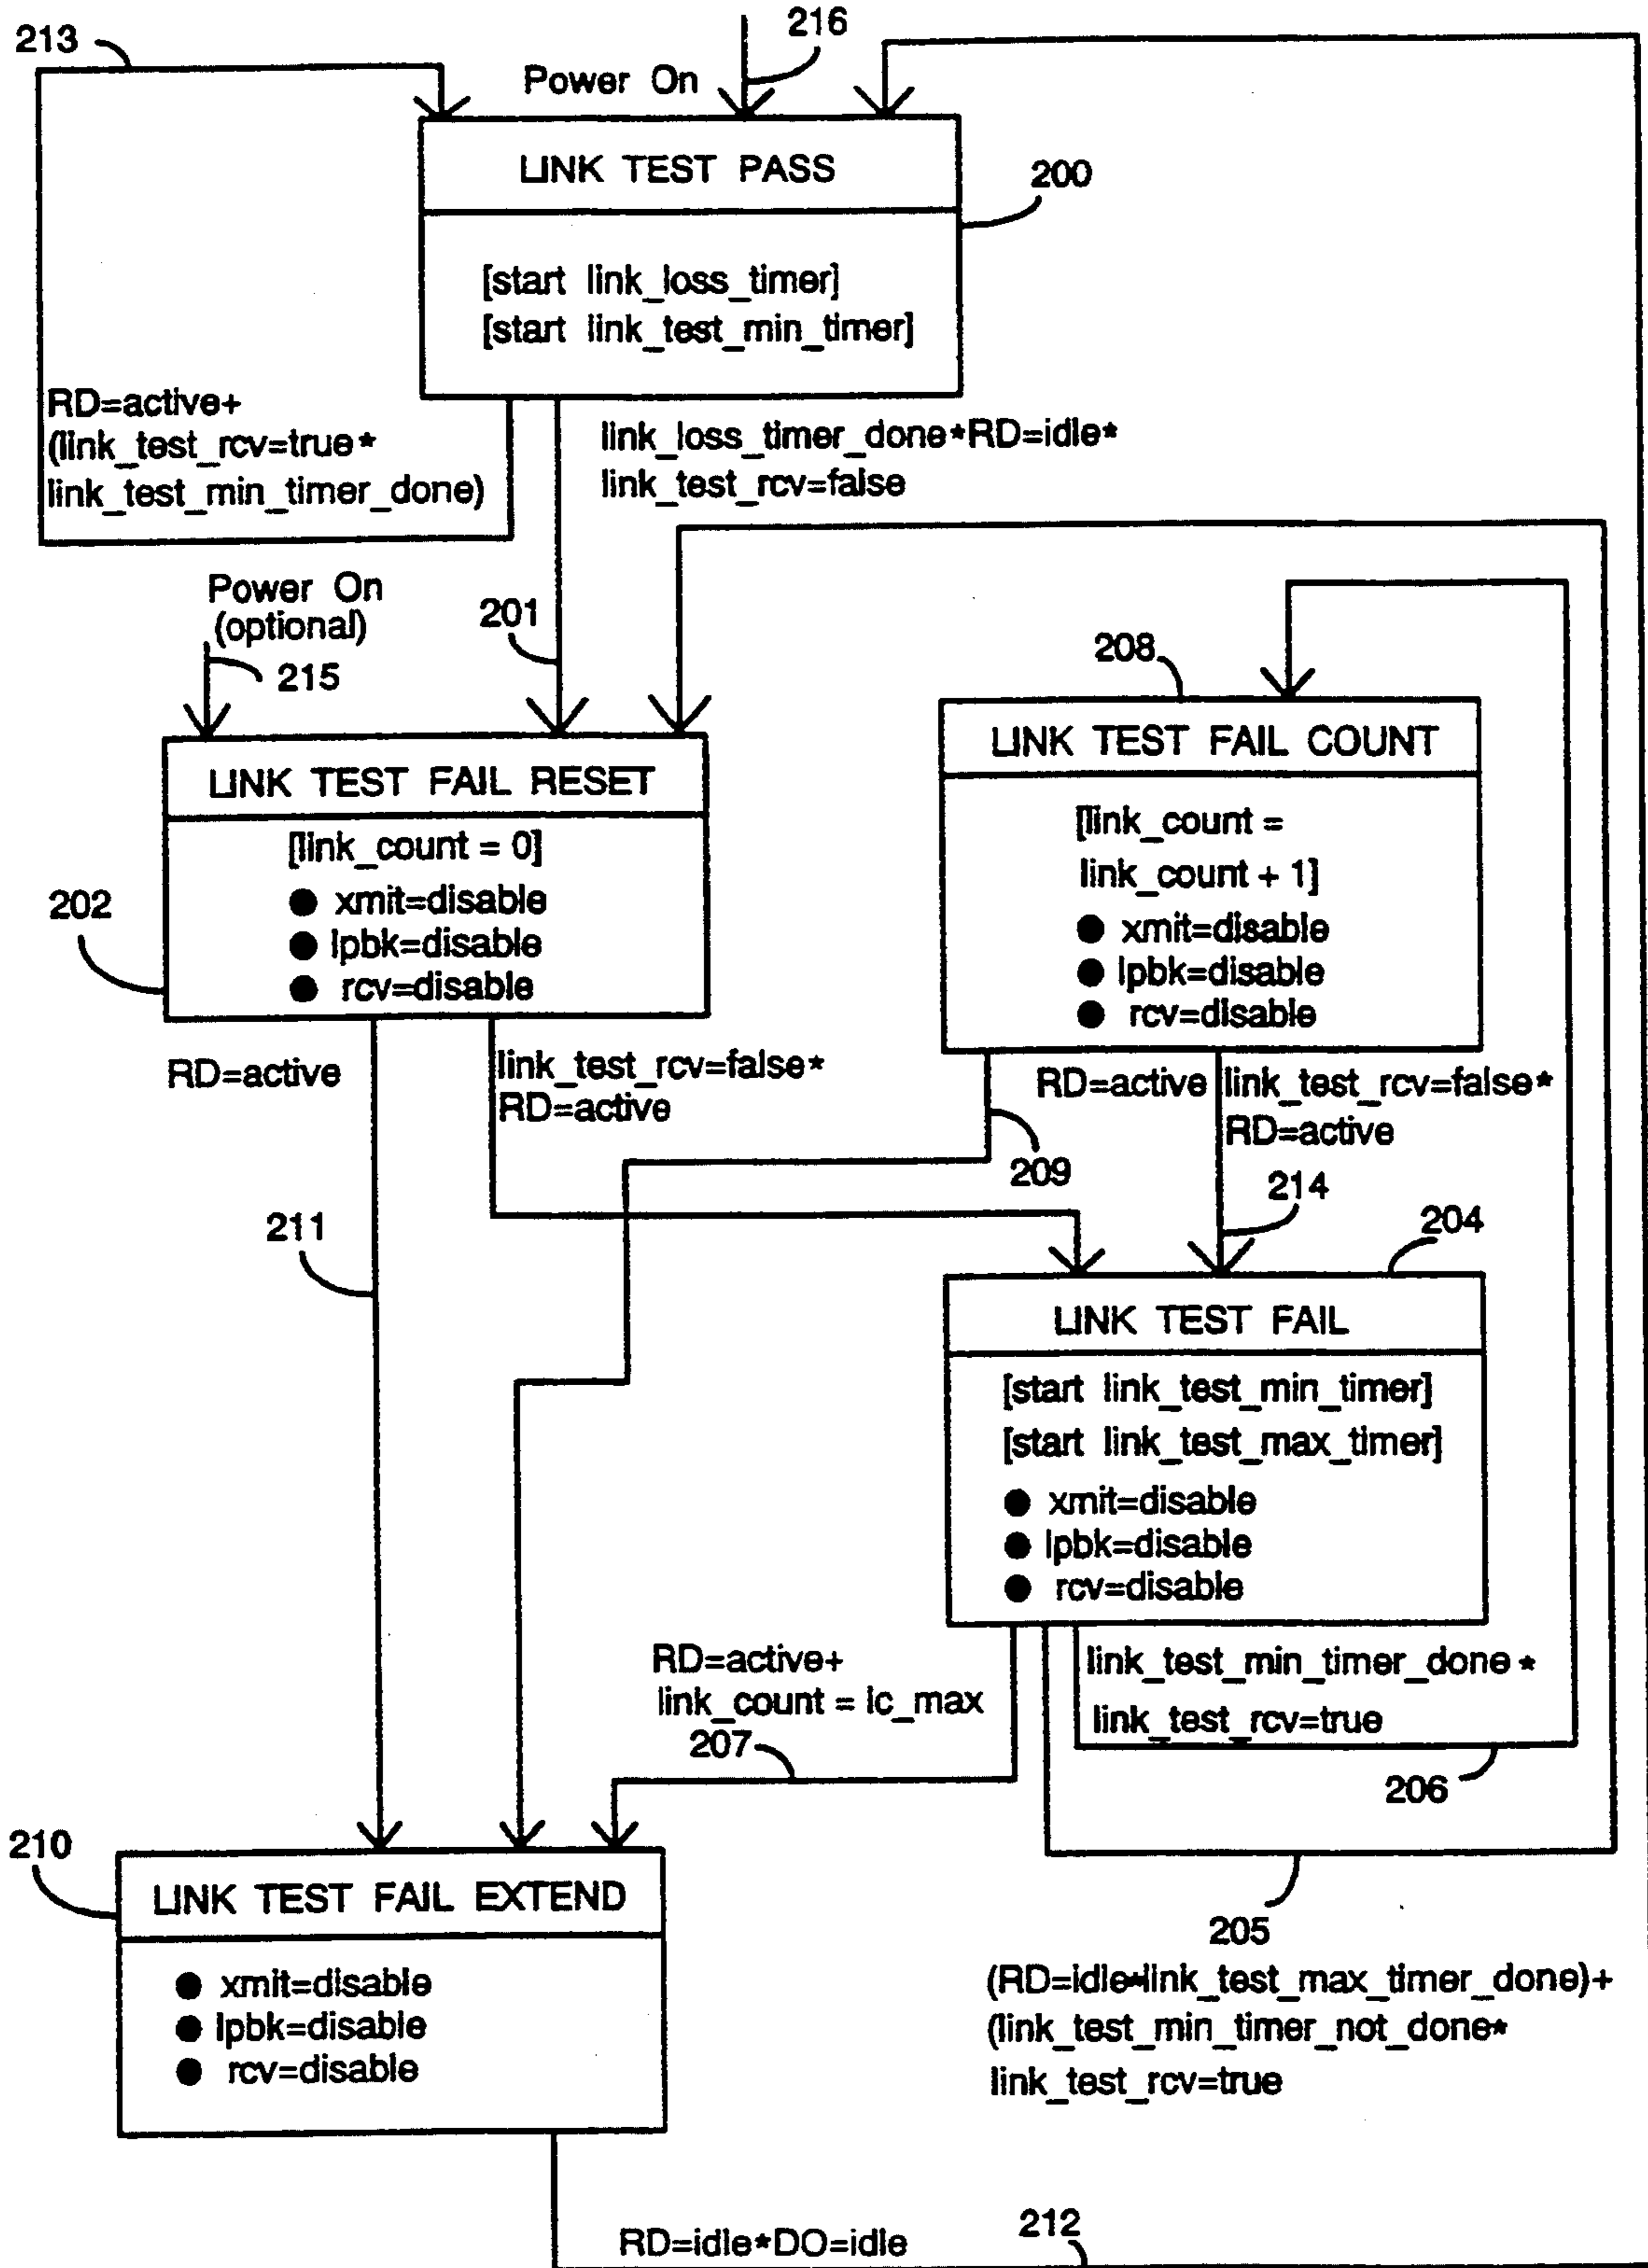 213
216
Power On
LINK TEST PASS
200
[start link_loss_timer]
[start link_test_min_timer]
RD=active+
(link_test_rcv=true*
link_test_min_timer_done)
link_loss_timer_done*RD=idle*
link_test_rcv=false
Power On
(optional)
215
201
208
LINK TEST FAIL RESET
[link_count = 0]
● xmit=disable
● lpbk=disable
● rcv=disable
202
LINK TEST FAIL COUNT
[link_count =
link_count + 1]
● xmit=disable
● lpbk=disable
● rcv=disable
RD=active
link_test_rcv=false*
RD=active
RD=active
link_test_rcv=false*
RD=active
209
214
211
204
LINK TEST FAIL
[start link_test_min_timer]
[start link_test_max_timer]
● xmit=disable
● lpbk=disable
● rcv=disable
RD=active+
link_count = lc_max
207
link_test_min_timer_done *
link_test_rcv=true
206
210
LINK TEST FAIL EXTEND
● xmit=disable
● lpbk=disable
● rcv=disable
205
(RD=idle*link_test_max_timer_done)+
(link_test_min_timer_not_done*
link_test_rcv=true
RD=idle*DO=idle
212